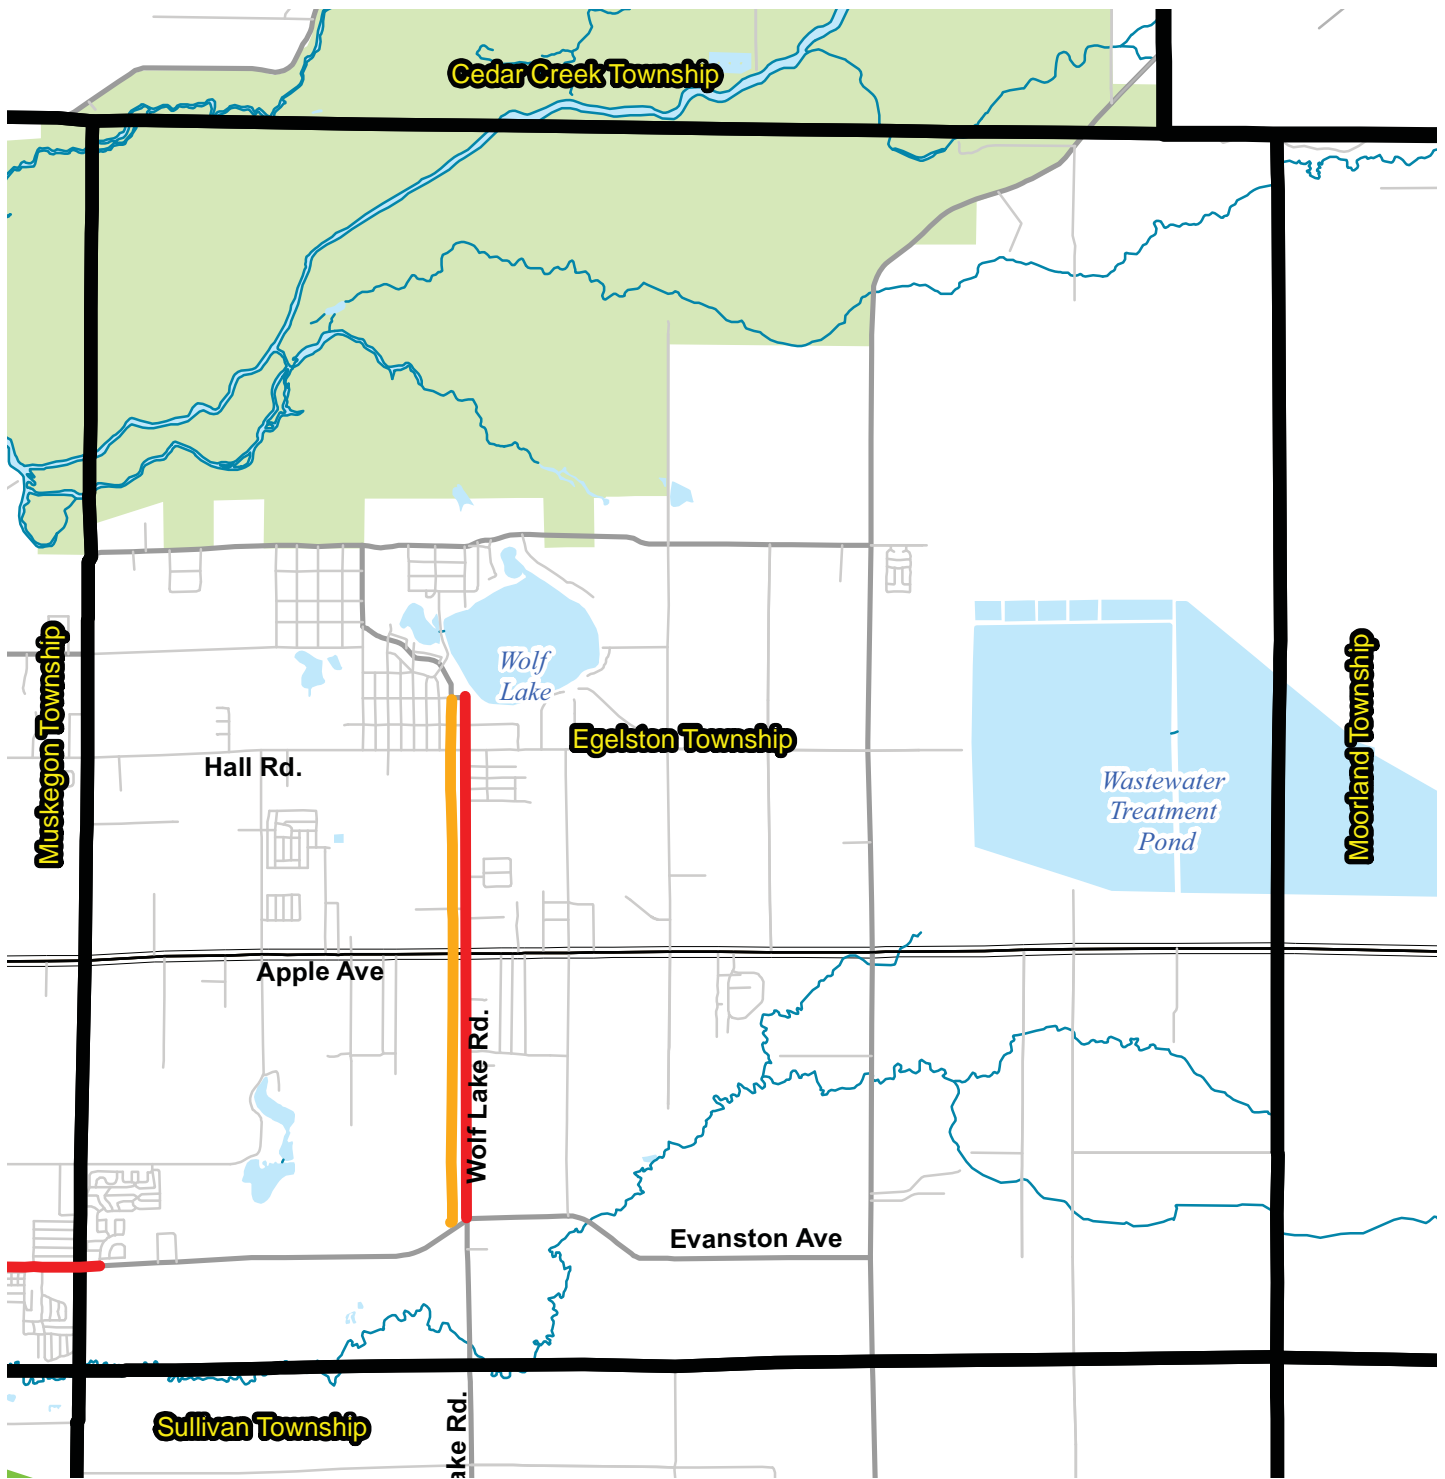 Cedar Creek Township
Wolf
Lake
Muskegon Township
Egelston Township
Moorland Township
Hall Rd.
Wastewater
Treatment
Pond
Apple Ave
Wolf Lake Rd.
Evanston Ave
Sullivan Township
ake Rd.